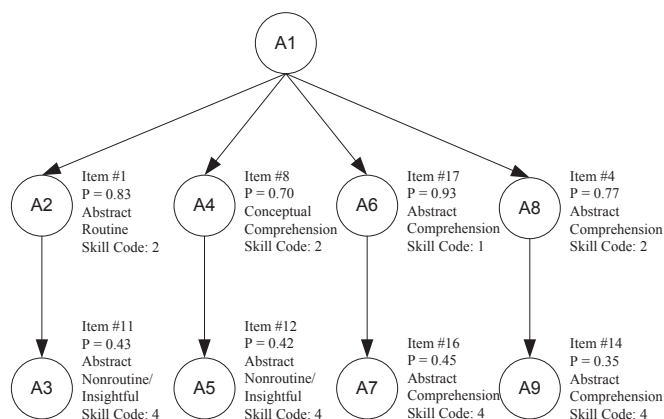 A1
A2
Item #1
P = 0.83
Abstract
Routine
Skill Code: 2
A4
Item #8
P = 0.70
Conceptual
Comprehension
Skill Code: 2
A6
Item #17
P = 0.93
Abstract
Comprehension
Skill Code: 1
A8
Item #4
P = 0.77
Abstract
Comprehension
Skill Code: 2
A3
Item #11
P = 0.43
Abstract
Nonroutine/
Insightful
Skill Code: 4
A5
Item #12
P = 0.42
Abstract
Nonroutine/
Insightful
Skill Code: 4
A7
Item #16
P = 0.45
Abstract
Comprehension
Skill Code: 4
A9
Item #14
P = 0.35
Abstract
Comprehension
Skill Code: 4